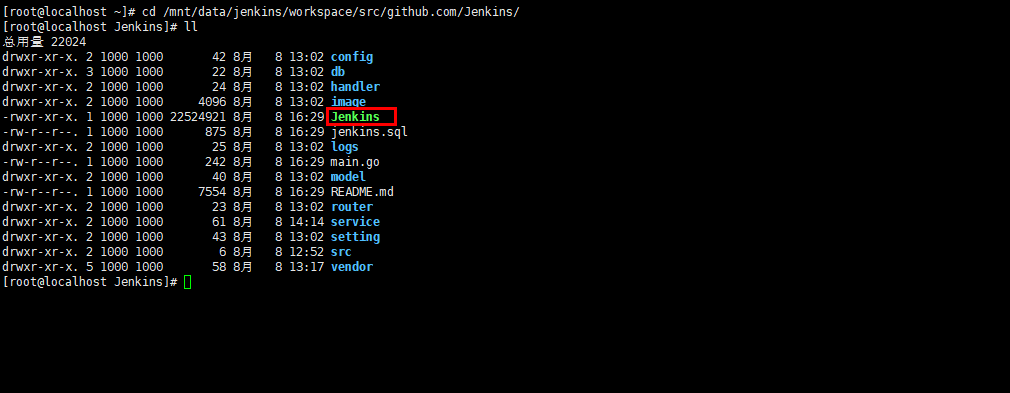 [root@localhost ~]# cd /mnt/data/jenkins/workspace/src/github.com/Jenkins/
[root@localhost Jenkins]# ll
总用量 22024
drwxr-xr-x. 2 1000 1000       42 8月   8 13:02 config
drwxr-xr-x. 3 1000 1000       22 8月   8 13:02 db
drwxr-xr-x. 2 1000 1000       24 8月   8 13:02 handler
drwxr-xr-x. 2 1000 1000     4096 8月   8 13:02 image
-rwxr-xr-x. 1 1000 1000 22524921 8月   8 16:29 Jenkins
-rw-r--r--. 1 1000 1000      875 8月   8 16:29 jenkins.sql
drwxr-xr-x. 2 1000 1000       25 8月   8 13:02 logs
-rw-r--r--. 1 1000 1000      242 8月   8 16:29 main.go
drwxr-xr-x. 2 1000 1000       40 8月   8 13:02 model
-rw-r--r--. 1 1000 1000     7554 8月   8 16:29 README.md
drwxr-xr-x. 2 1000 1000       23 8月   8 13:02 router
drwxr-xr-x. 2 1000 1000       61 8月   8 14:14 service
drwxr-xr-x. 2 1000 1000       43 8月   8 13:02 setting
drwxr-xr-x. 2 1000 1000        6 8月   8 12:52 src
drwxr-xr-x. 5 1000 1000       58 8月   8 13:17 vendor
[root@localhost Jenkins]#